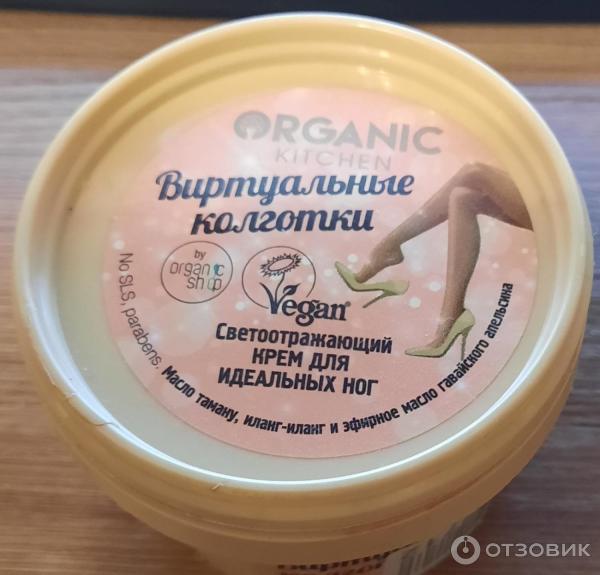 ORGANIC
KITCHEN
Виртуальные
колготки
by
organic
shop
Vegan
Светоотражающий
КРЕМ ДЛЯ
ИДЕАЛЬНЫХ НОГ
No SLS, parabens. Масло таману, иланг-иланг и эфирное масло гавайского апельсина
ОТЗОВИК